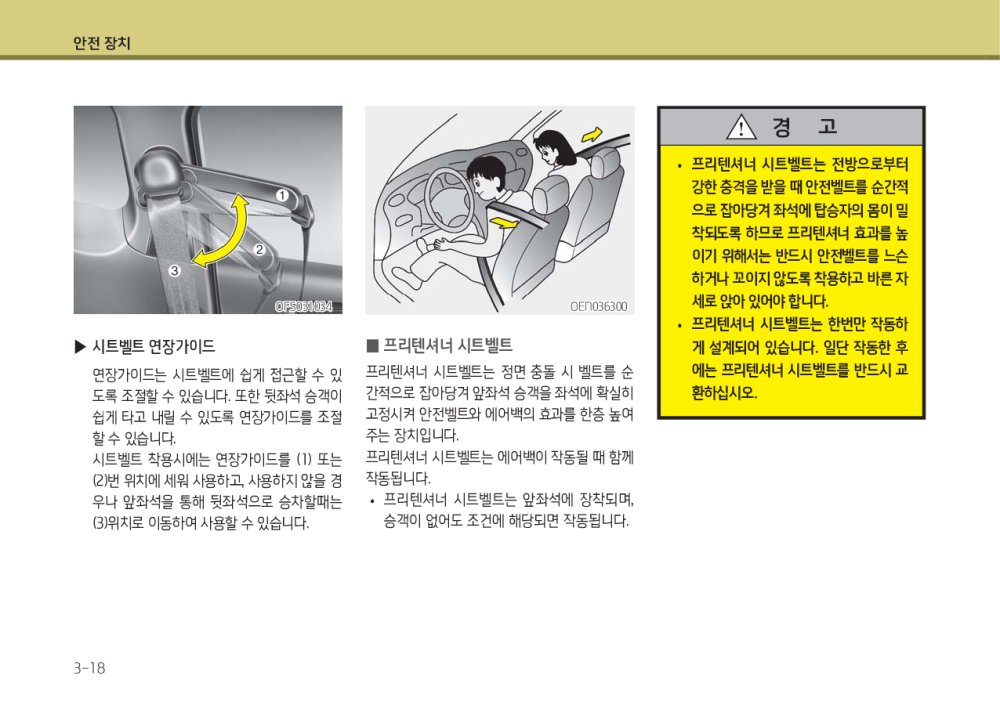 안전 장치
1
2
3
OFS031034
▶ 시트벨트 연장가이드
연장가이드는 시트벨트에 쉽게 접근할 수 있
도록 조절할 수 있습니다. 또한 뒷좌석 승객이
쉽게 타고 내릴 수 있도록 연장가이드를 조절
할 수 있습니다.
시트벨트 착용시에는 연장가이드를 (1) 또는
(2)번 위치에 세워 사용하고, 사용하지 않을 경
우나 앞좌석을 통해 뒷좌석으로 승차할때는
(3)위치로 이동하여 사용할 수 있습니다.
OEN036300
■ 프리텐셔너 시트벨트
프리텐셔너 시트벨트는 정면 충돌 시 벨트를 순
간적으로 잡아당겨 앞좌석 승객을 좌석에 확실히
고정시켜 안전벨트와 에어백의 효과를 한층 높여
주는 장치입니다.
프리텐셔너 시트벨트는 에어백이 작동될 때 함께
작동됩니다.
• 프리텐셔너 시트벨트는 앞좌석에 장착되며,
승객이 없어도 조건에 해당되면 작동됩니다.
경 고
• 프리텐셔너 시트벨트는 전방으로부터
강한 충격을 받을 때 안전벨트를 순간적
으로 잡아당겨 좌석에 탑승자의 몸이 밀
착되도록 하므로 프리텐셔너 효과를 높
이기 위해서는 반드시 안전벨트를 느슨
하거나 꼬이지 않도록 착용하고 바른 자
세로 앉아 있어야 합니다.
• 프리텐셔너 시트벨트는 한번만 작동하
게 설계되어 있습니다. 일단 작동한 후
에는 프리텐셔너 시트벨트를 반드시 교
환하십시오.
3-18